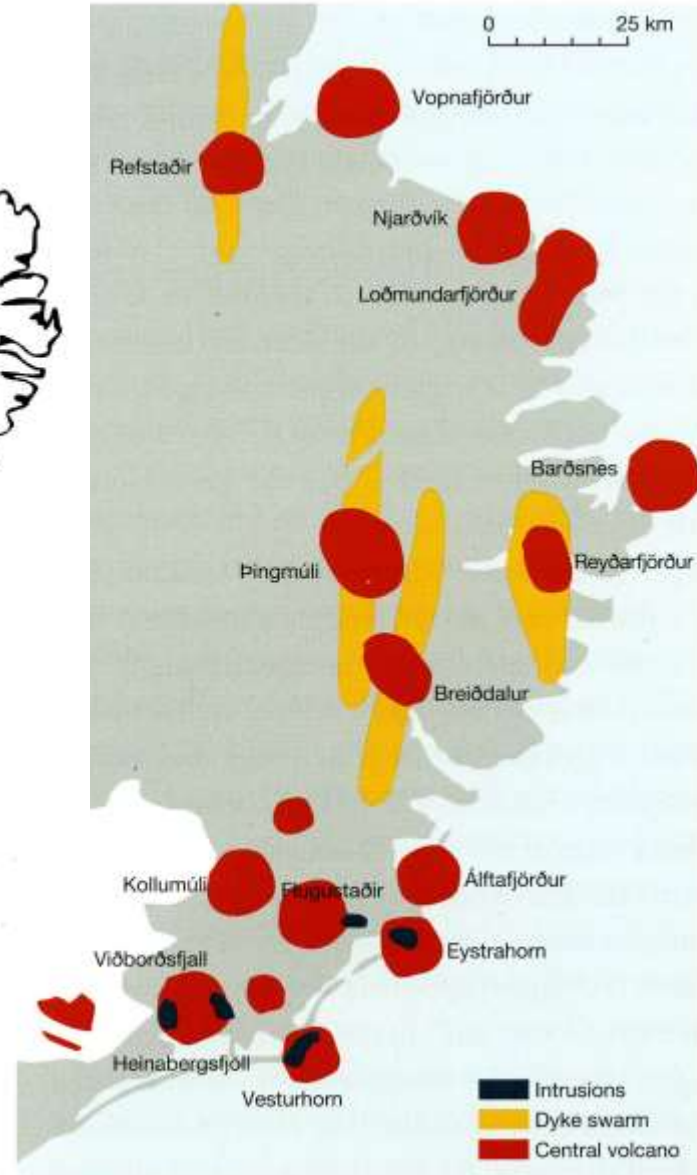 0 25 km
Vopnafjörður
Refstaðir
Njarðvík
Loðmundarfjörður
Barðsnes
Þingmúli
Reyðarfjörður
Breiðdalur
Kollumúli
Flugustaðir
Álftafjörður
Eystrahorn
Viðborðsfjall
Heinabergsfjöll
Vesturhorn
Intrusions
Dyke swarm
Central volcano